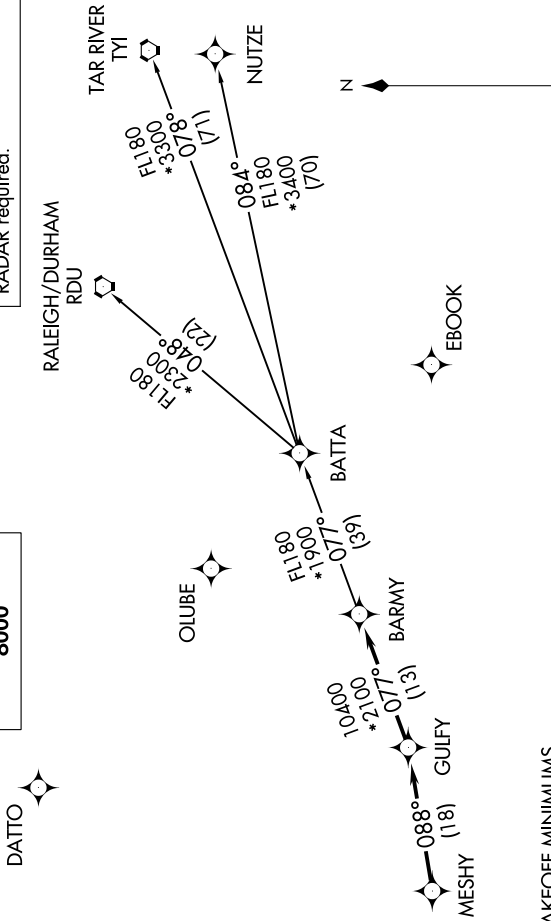 RADAR required.
TAR RIVER
TYI
NUTZE
N
FL180
*3300
078°
(71)
084°
FL180
*3400
(70)
RALEIGH/DURHAM
RDU
FL180
*2300
048°
(22)
EBOOK
BATTA
FL180
*1900
077°
(39)
OLUBE
BARMY
10400
*2100
077°
(13)
GULFY
088°
(18)
MESHY
DATTO
8000
AKEOFF MINIMUMS